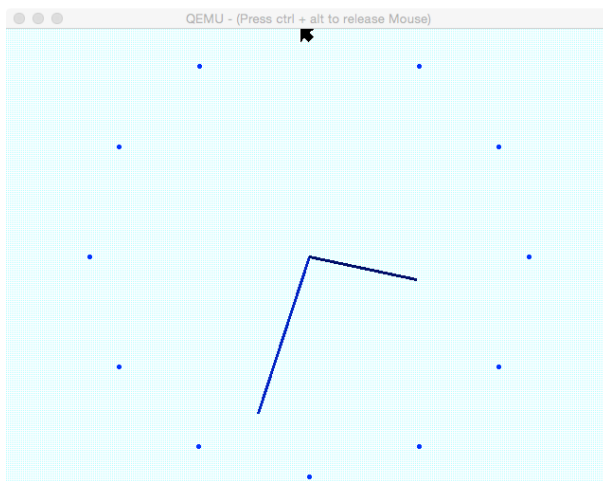 QEMU - (Press ctrl + alt to release Mouse)